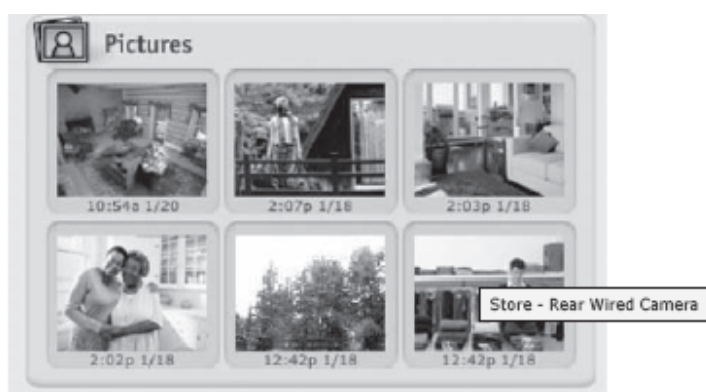 Pictures
10:54a 1/20
2:07p 1/18
2:03p 1/18
Store - Rear Wired Camera
2:02p 1/18
12:42p 1/18
12:42p 1/18